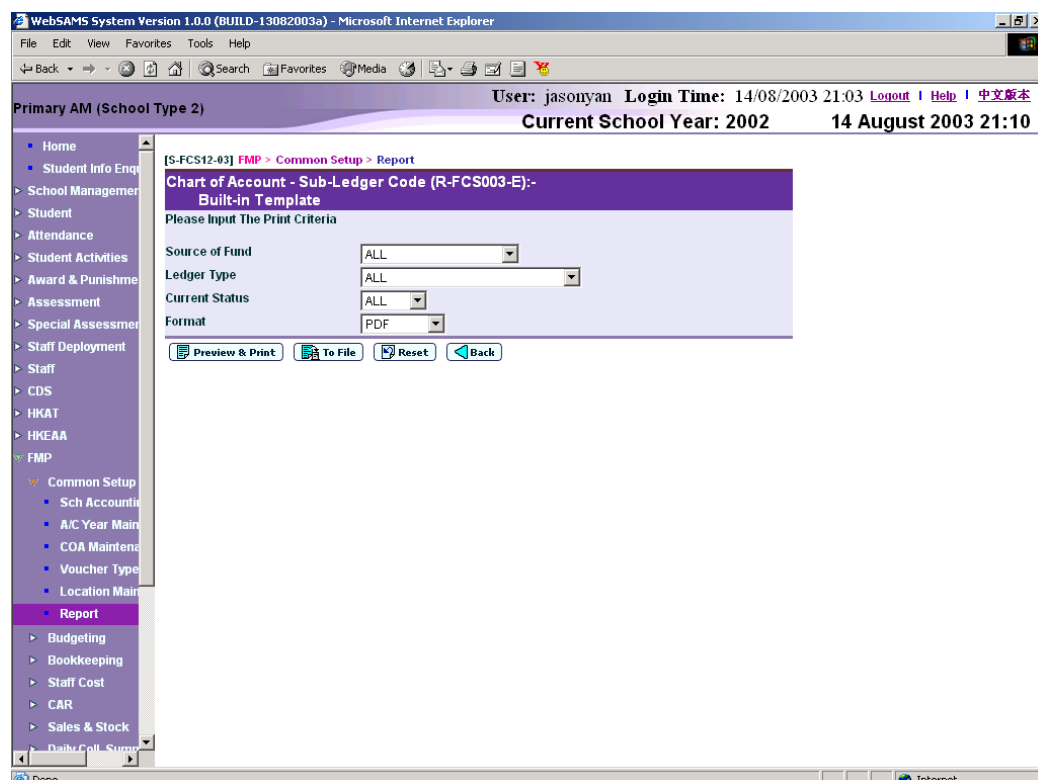 WebSAMS System Version 1.0.0 (BUILD-13082003a) - Microsoft Internet Explorer
File Edit View Favorites Tools Help
Back Search Favorites Media
Primary AM (School Type 2)
User: jasonyan Login Time: 14/08/2003 21:03 Logout | Help | 中文版本
Current School Year: 2002 14 August 2003 21:10
Home
Student Info Enqu
School Managemer
Student
Attendance
Student Activities
Award & Punishme
Assessment
Special Assessmer
Staff Deployment
Staff
CDS
HKAT
HKEAA
FMP
Common Setup
Sch Accountin
A/C Year Main
COA Maintena
Voucher Type
Location Main
Report
Budgeting
Bookkeeping
Staff Cost
CAR
Sales & Stock
Daily Coll. Summ
[S-FCS12-03] FMP > Common Setup > Report
Chart of Account - Sub-Ledger Code (R-FCS003-E):-
Built-in Template
Please Input The Print Criteria
Source of Fund ALL
Ledger Type ALL
Current Status ALL
Format PDF
Preview & Print To File Reset Back
Done Internet